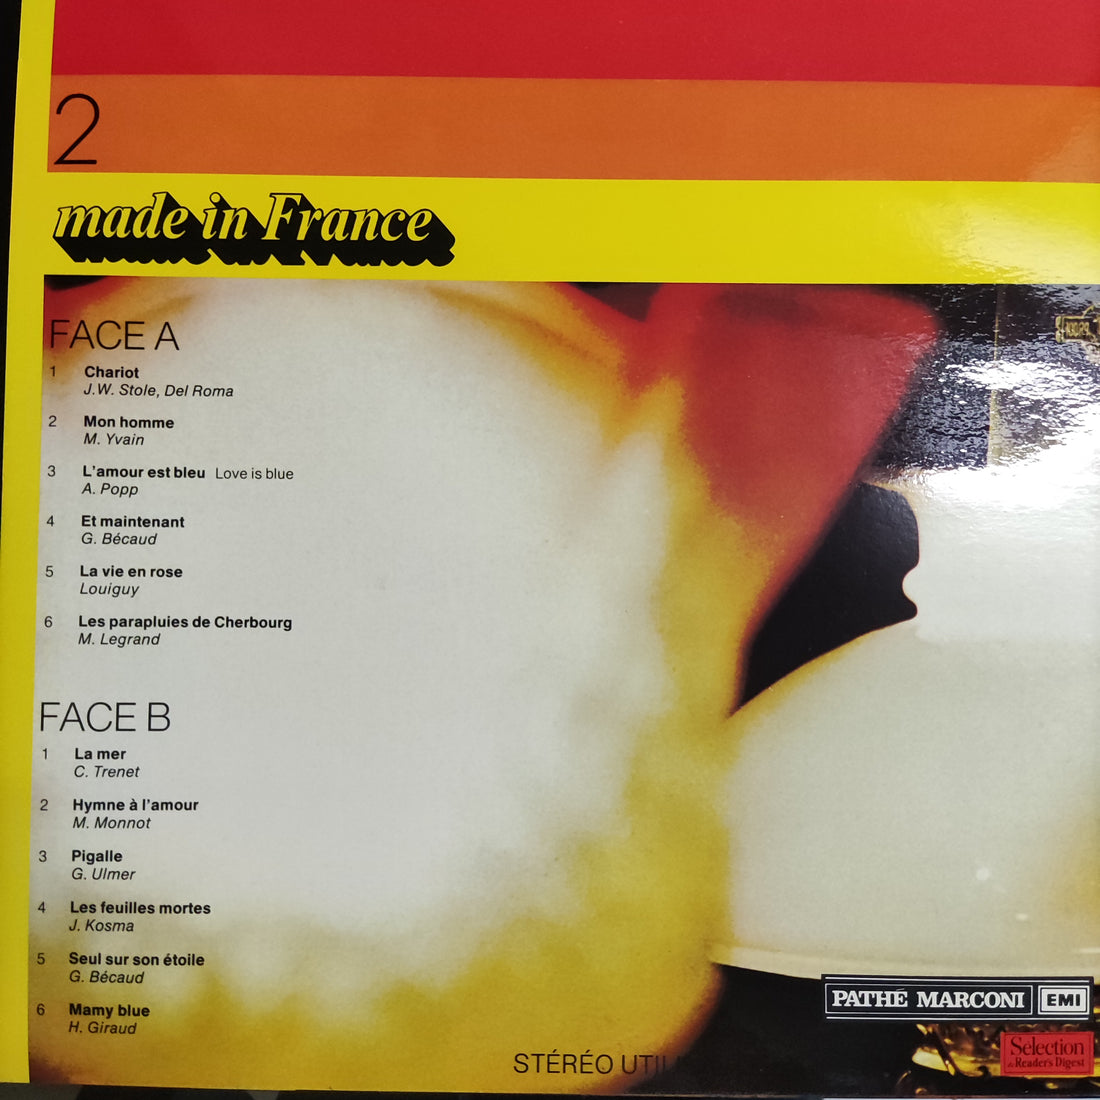 2
made in France
FACE A
1 Chariot
J.W. Stole, Del Roma
2 Mon homme
M. Yvain
3 L'amour est bleu Love is blue
A. Popp
4 Et maintenant
G. Bécaud
5 La vie en rose
Louiguy
6 Les parapluies de Cherbourg
M. Legrand
FACE B
1 La mer
C. Trenet
2 Hymne à l'amour
M. Monnot
3 Pigalle
G. Ulmer
4 Les feuilles mortes
J. Kosma
5 Seul sur son étoile
G. Bécaud
6 Mamy blue
H. Giraud
PATHÉ MARCONI EMI
STÉRÉO
Sélection
du Reader's Digest